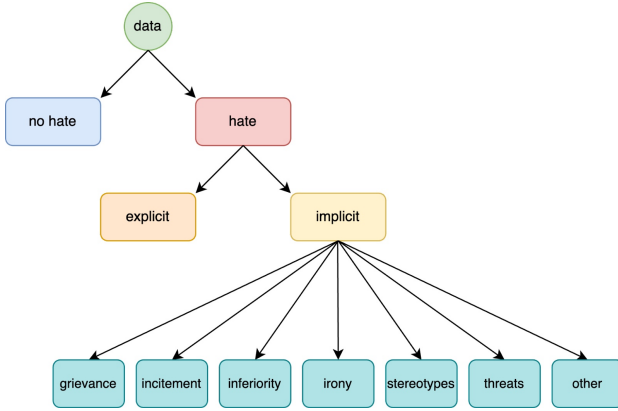 data
no hate
hate
explicit
implicit
grievance
incitement
inferiority
irony
stereotypes
threats
other